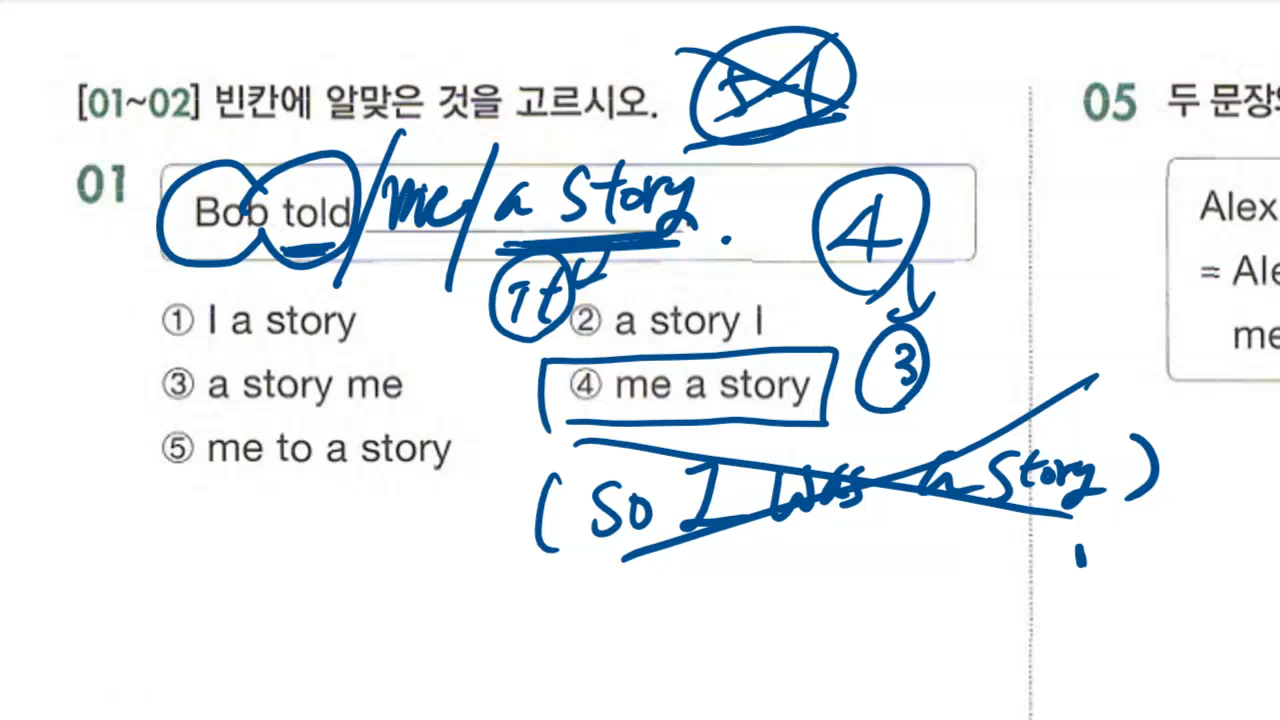 [01~02] 빈칸에 알맞은 것을 고르시오.
05 두 문장의
01 Bob told me a story.
4
it
3
① I a story ② a story I
③ a story me ④ me a story
⑤ me to a story
(So I was a story)
Alex
= Ale
me